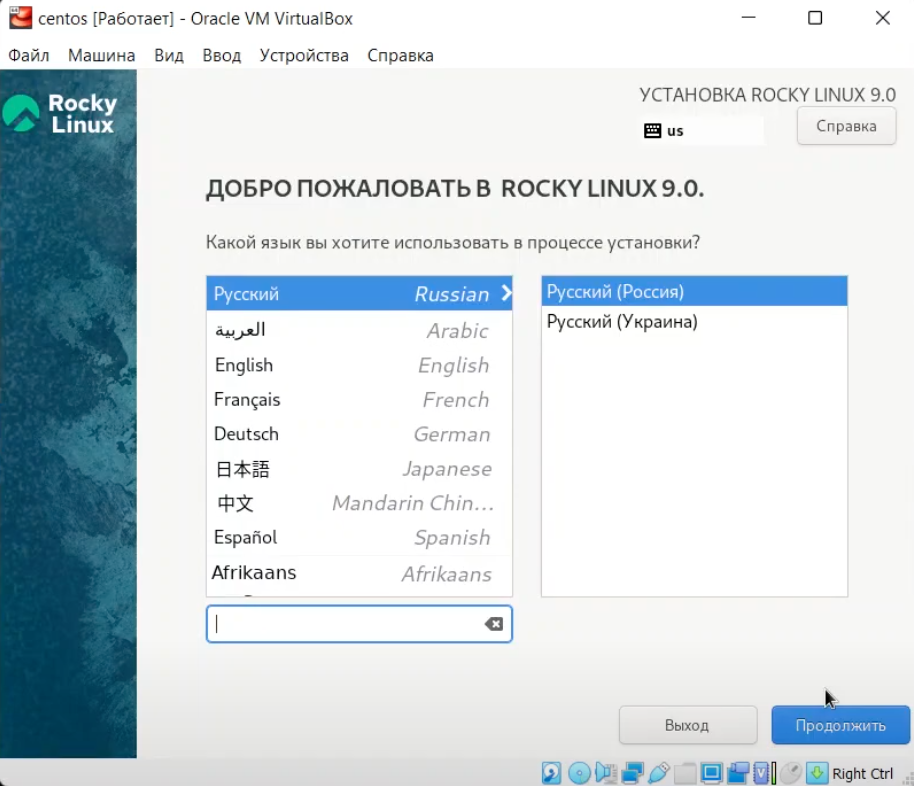 centos [Работает] - Oracle VM VirtualBox
Файл Машина Вид Ввод Устройства Справка
Rocky
Linux
УСТАНОВКА ROCKY LINUX 9.0
us
Справка
ДОБРО ПОЖАЛОВАТЬ В ROCKY LINUX 9.0.
Какой язык вы хотите использовать в процессе установки?
Русский Russian
العربية Arabic
English English
Français French
Deutsch German
日本語 Japanese
中文 Mandarin Chin...
Español Spanish
Afrikaans Afrikaans
Русский (Россия)
Русский (Украина)
Выход Продолжить
Right Ctrl